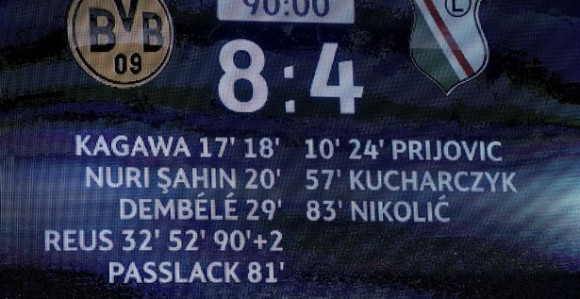 90:00
BVB
09
L
8:4
KAGAWA 17' 18' 10' 24' PRIJOVIC
NURI ŞAHIN 20' 57' KUCHARCZYK
DEMBÉLÉ 29' 83' NIKOLIĆ
REUS 32' 52' 90'+2
PASSLACK 81'